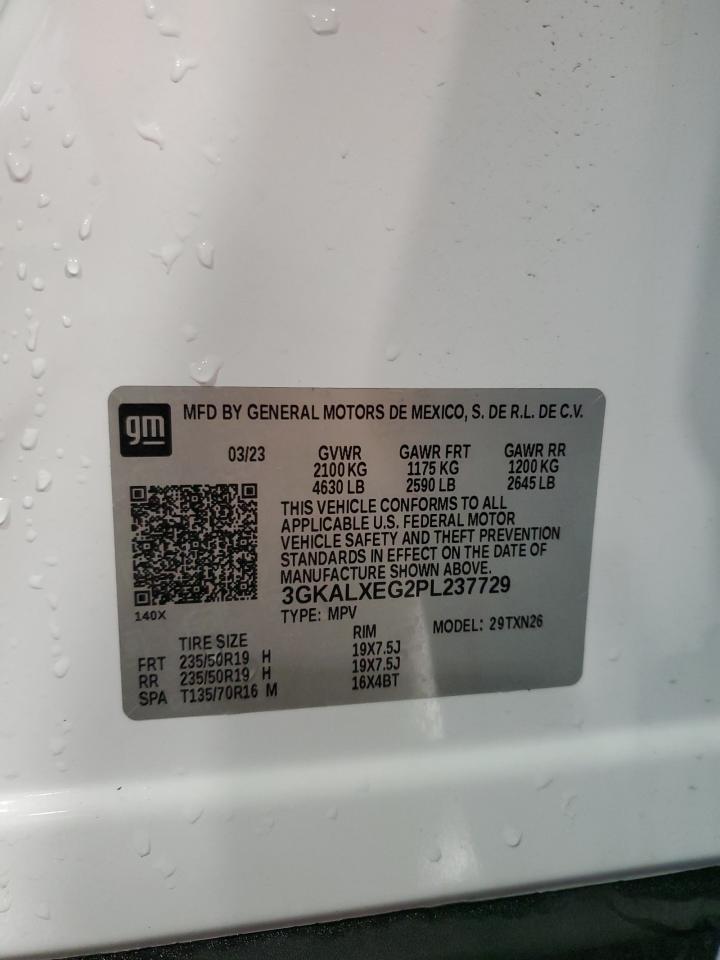 gm
MFD BY GENERAL MOTORS DE MEXICO, S. DE R.L. DE C.V.
03/23 GVWR GAWR FRT GAWR RR
2100 KG 1175 KG 1200 KG
4630 LB 2590 LB 2645 LB
THIS VEHICLE CONFORMS TO ALL
APPLICABLE U.S. FEDERAL MOTOR
VEHICLE SAFETY AND THEFT PREVENTION
STANDARDS IN EFFECT ON THE DATE OF
MANUFACTURE SHOWN ABOVE.
3GKALXEG2PL237729
140X
TYPE: MPV
MODEL: 29TXN26
TIRE SIZE RIM
FRT 235/50R19 H 19X7.5J
RR 235/50R19 H 19X7.5J
SPA T135/70R16 M 16X4BT